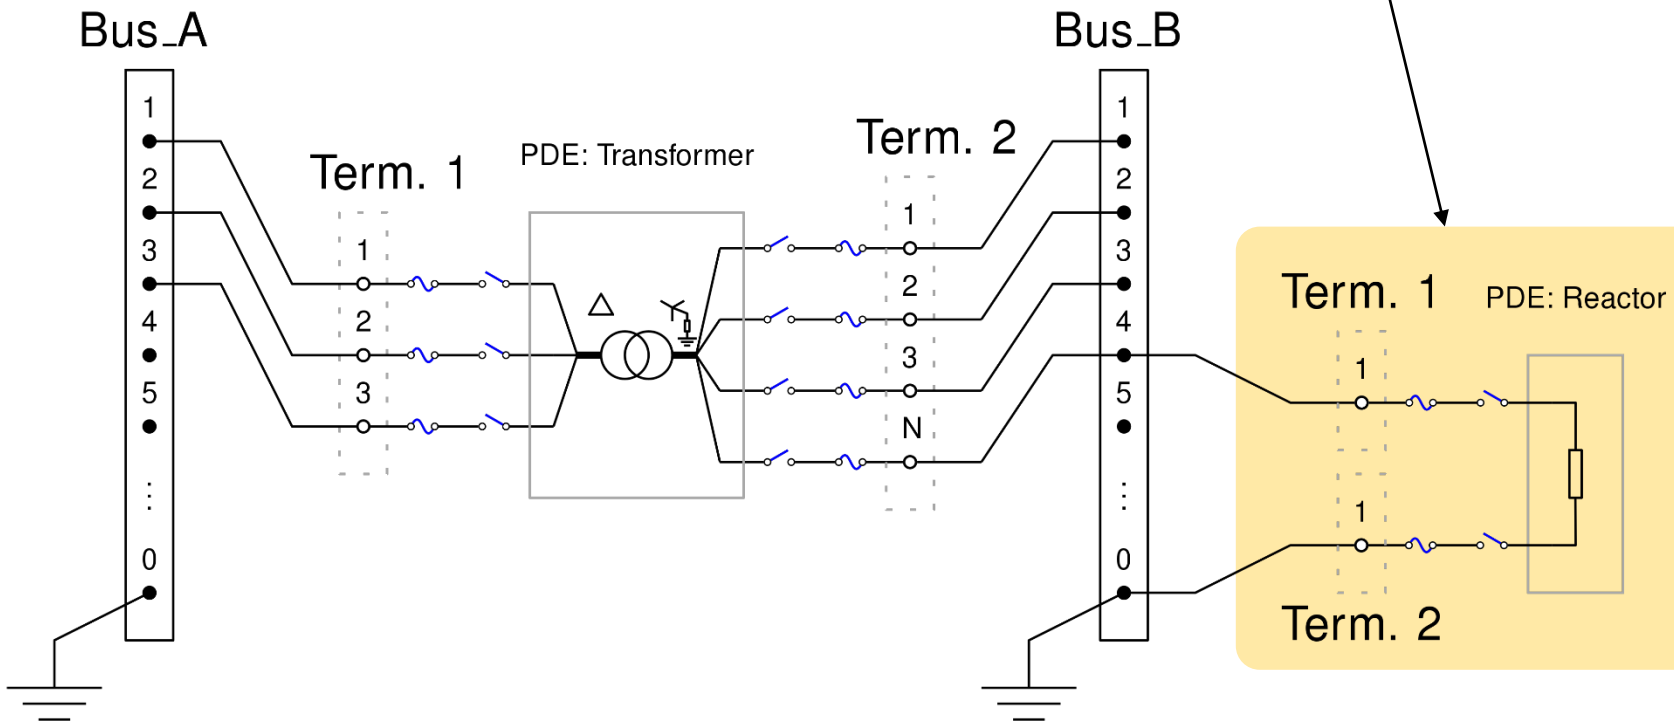 Bus_A
1
2
3
4
5
⋮
0
Term. 1
1
2
3
PDE: Transformer
Term. 2
1
2
3
N
Bus_B
1
2
3
4
5
⋮
0
Term. 1
PDE: Reactor
1
1
Term. 2